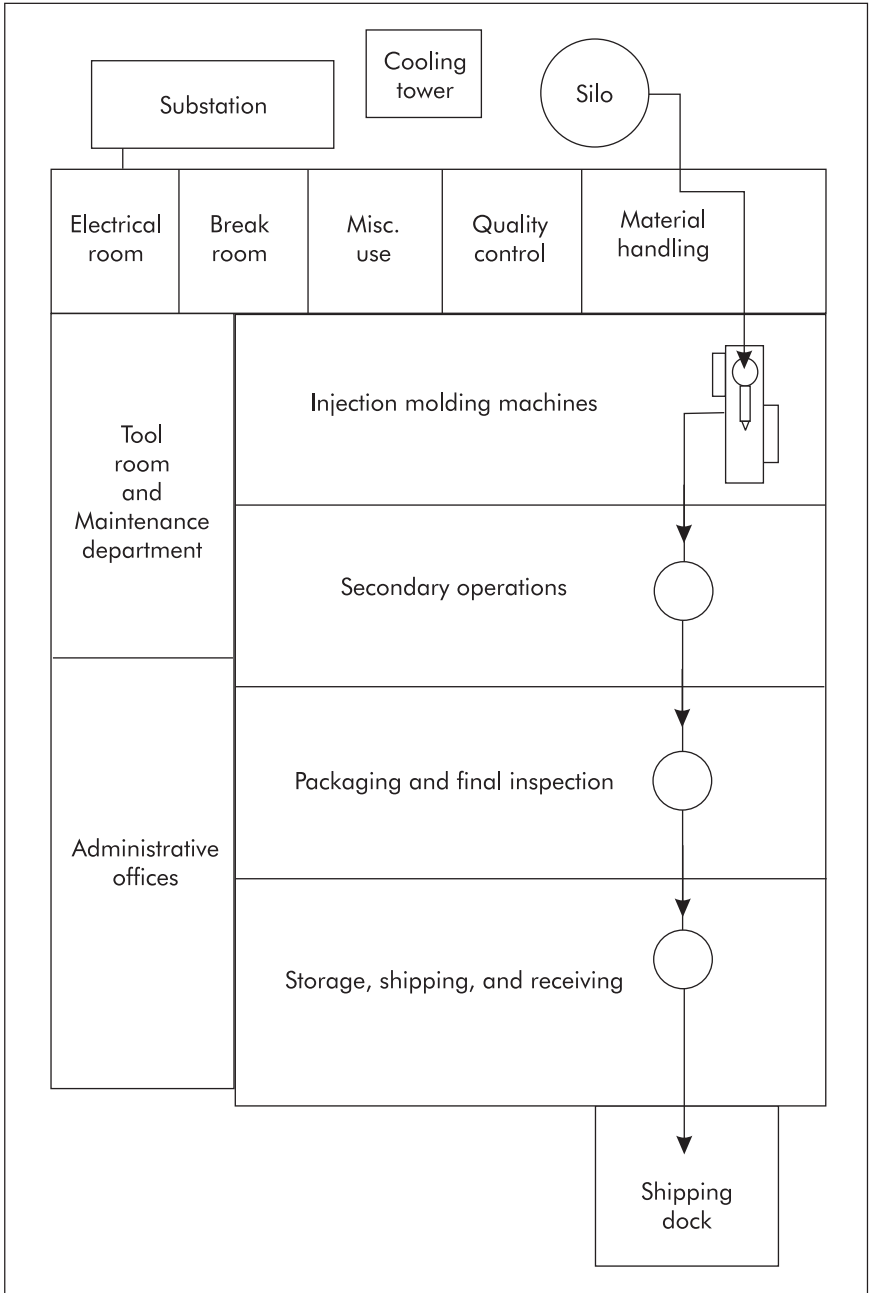 Cooling
tower
Substation
Silo
Electrical
room
Break
room
Misc.
use
Quality
control
Material
handling
Injection molding machines
Tool
room
and
Maintenance
department
Secondary operations
Packaging and final inspection
Administrative
offices
Storage, shipping, and receiving
Shipping
dock